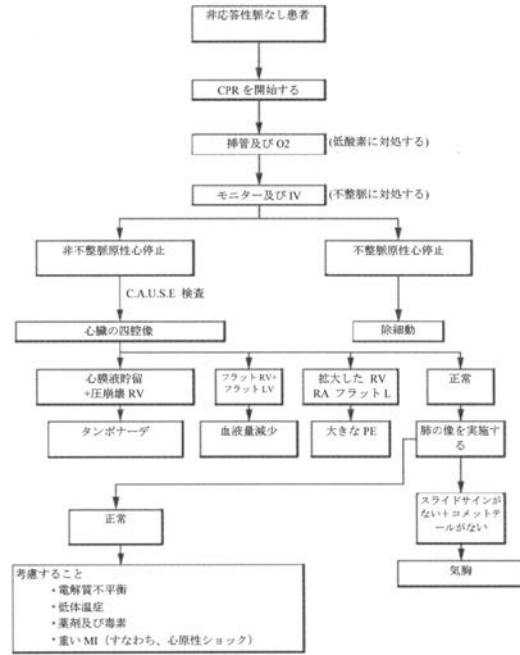 非応答性脈なし患者
CPR を開始する
挿管及び O2
(低酸素に対処する)
モニター及び IV
(不整脈に対処する)
非不整脈原性心停止
不整脈原性心停止
C.A.U.S.E 検査
心臓の四腔像
除細動
心膜液貯留
+圧崩壊 RV
フラット RV+
フラット LV
拡大した RV
RA フラット L
正常
タンポナーデ
血液量減少
大きな PE
肺の像を実施す
る
正常
スライドサインが
ない+コメットテ
ールがない
気胸
考慮すること
・電解質不平衡
・低体温症
・薬剤及び毒素
・重い MI（すなわち、心原性ショック）